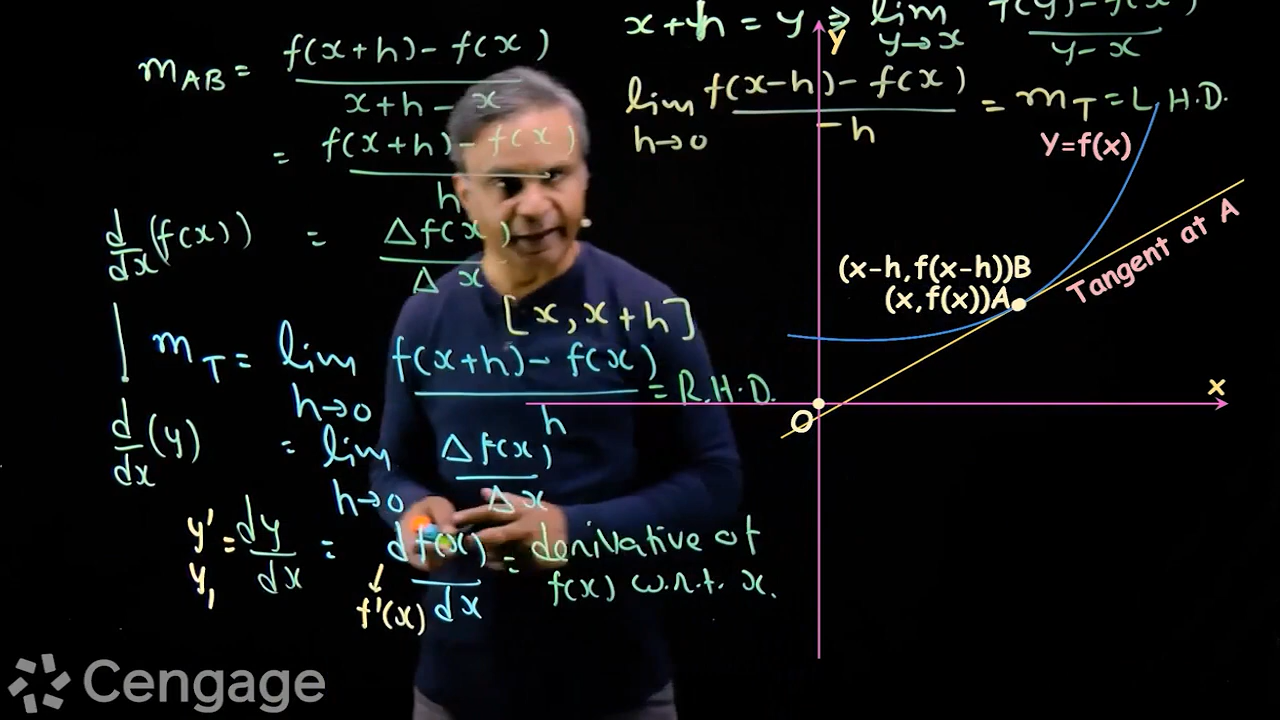 m_AB = (f(x+h) - f(x)) / (x+h - x)
= (f(x+h) - f(x)) / h
d/dx (f(x)) = Δf(x) / Δx
[x, x+h]
m_T = lim h→0 (f(x+h) - f(x)) / h = R.H.D.
d/dx (y) = lim h→0 Δf(x) / Δx
y' = dy/dx = df(x)/dx = derivative of
y₁
f'(x)
f(x) w.r.t. x.
x+h = y ⇒ lim y→x (f(y) - f(x)) / (y - x)
lim h→0 (f(x-h) - f(x)) / -h = m_T = L.H.D.
y
Y=f(x)
Tangent at A
(x-h, f(x-h))B
(x, f(x))A
x
O
Cengage